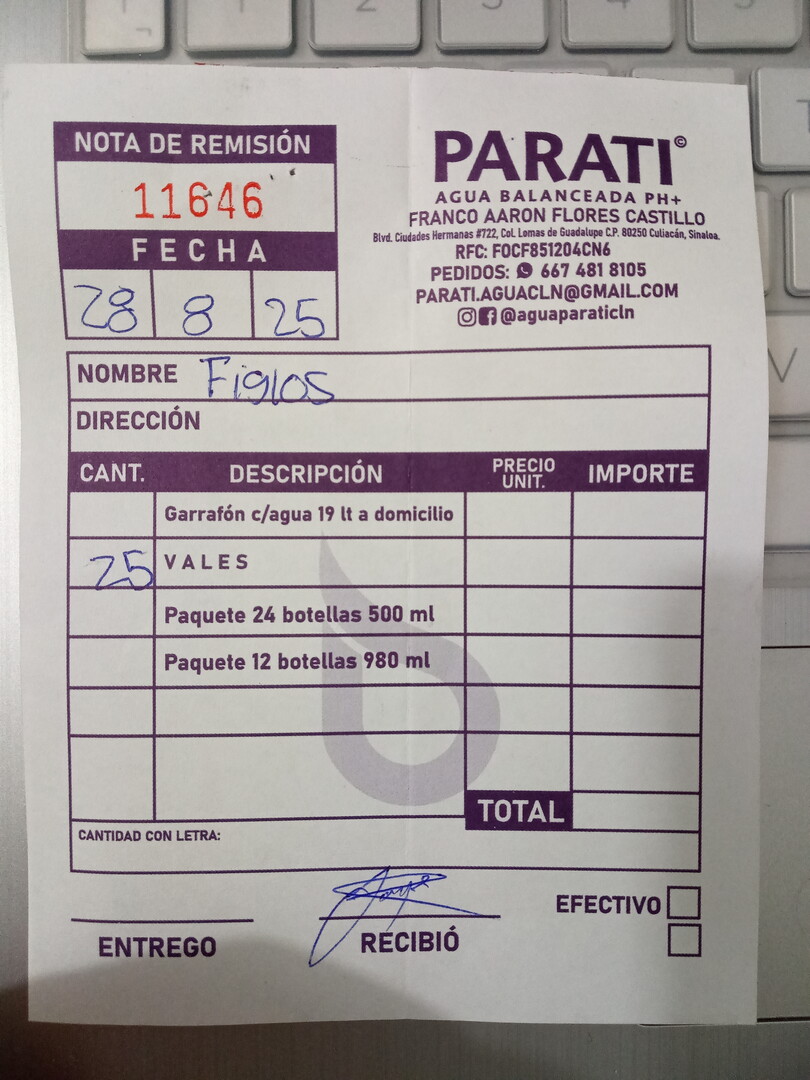 NOTA DE REMISIÓN
11646
FECHA
28 8 25
PARATI©
AGUA BALANCEADA PH+
FRANCO AARON FLORES CASTILLO
Blvd. Ciudades Hermanas #722, Col. Lomas de Guadalupe C.P. 80250 Culiacán, Sinaloa.
RFC: FOCF851204CN6
PEDIDOS: 667 481 8105
PARATI.AGUACLN@GMAIL.COM
@aguaparaticln
NOMBRE Figlos
DIRECCIÓN
CANT. DESCRIPCIÓN PRECIO UNIT. IMPORTE
Garrafón c/agua 19 lt a domicilio
25 VALES
Paquete 24 botellas 500 ml
Paquete 12 botellas 980 ml
TOTAL
CANTIDAD CON LETRA:
ENTREGO
RECIBIÓ
EFECTIVO